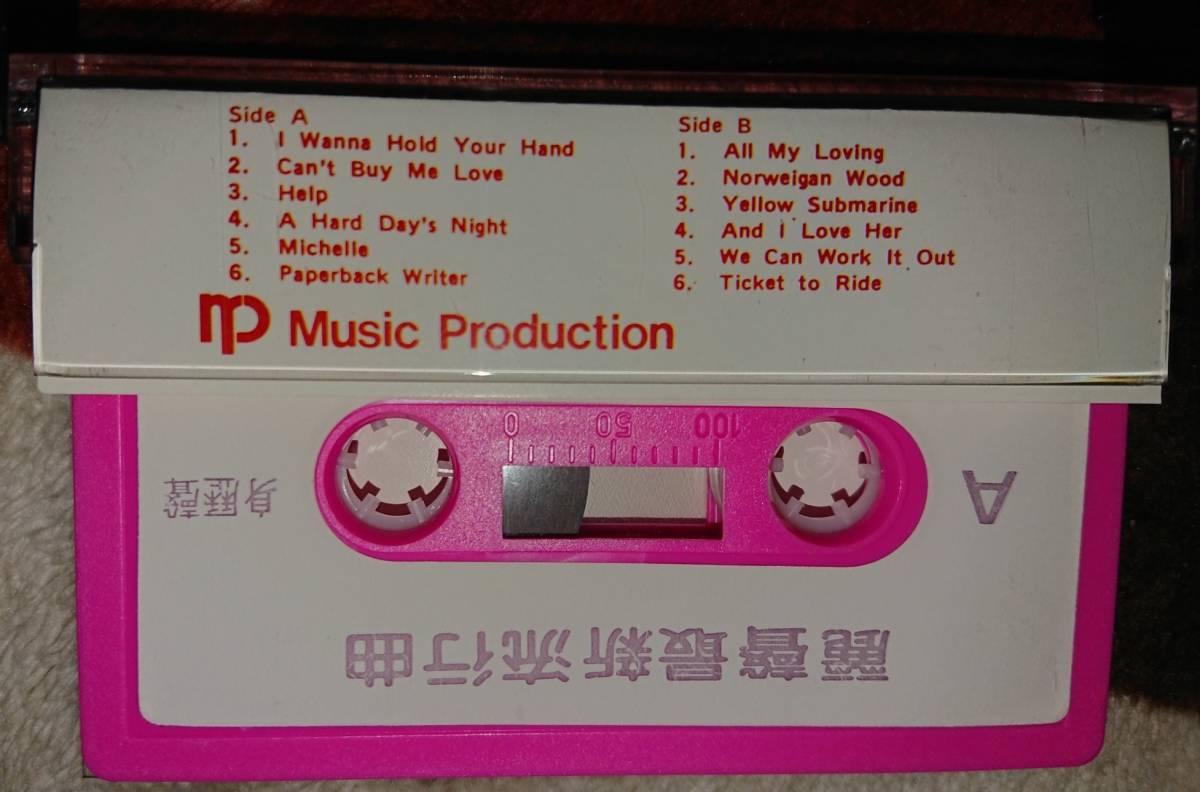 Side A
1. I Wanna Hold Your Hand
2. Can't Buy Me Love
3. Help
4. A Hard Day's Night
5. Michelle
6. Paperback Writer
Side B
1. All My Loving
2. Norweigan Wood
3. Yellow Submarine
4. And I Love Her
5. We Can Work It Out
6. Ticket to Ride
mp Music Production
100 50 0
A
身歷聲
麗聲最新流行曲